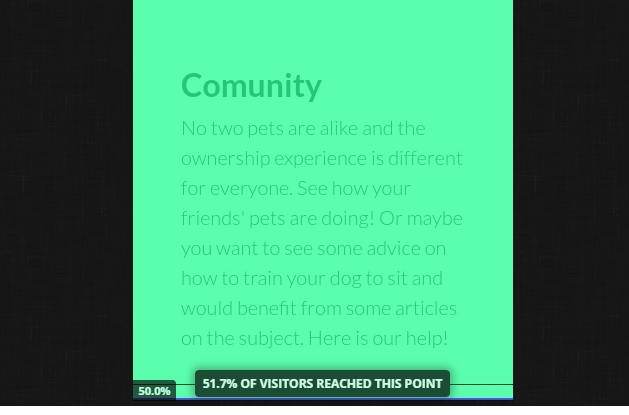 Comunity
No two pets are alike and the
ownership experience is different
for everyone. See how your
friends' pets are doing! Or maybe
you want to see some advice on
how to train your dog to sit and
would benefit from some articles
on the subject. Here is our help!
51.7% OF VISITORS REACHED THIS POINT
50.0%